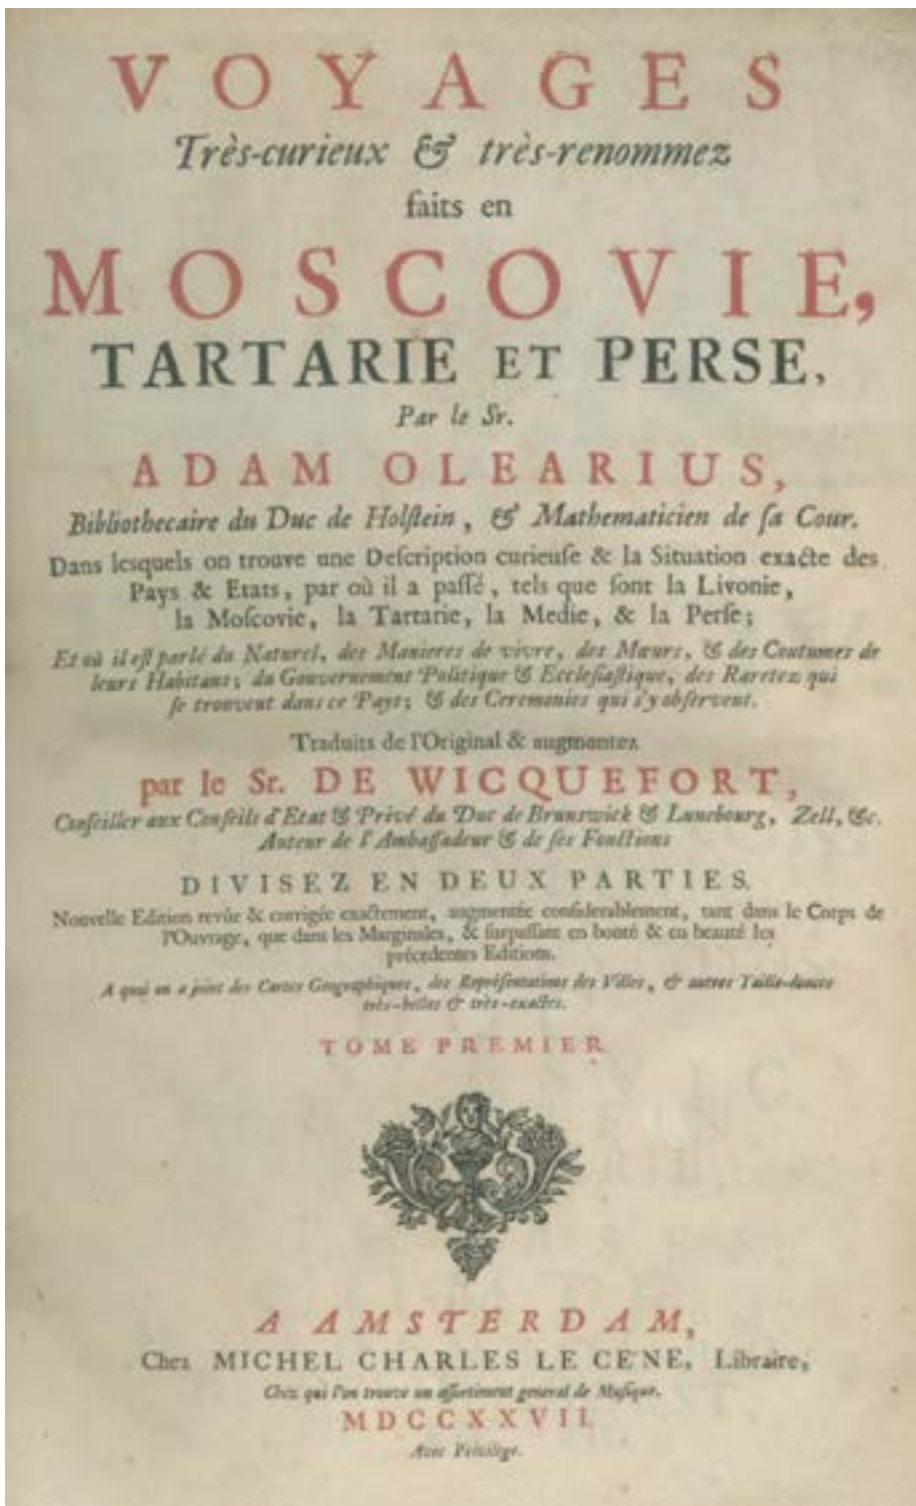 VOYAGES
Très-curieux & très-renommez
faits en
MOSCOVIE,
TARTARIE ET PERSE,
Par le Sr.
ADAM OLEARIUS,
Bibliothecaire du Duc de Holſtein, & Mathematicien de ſa Cour.
Dans lesquels on trouve une Deſcription curieuſe & la Situation exacte des
Pays & Etats, par où il a paſſé, tels que ſont la Livonie,
la Moſcovie, la Tartarie, la Medie, & la Perſe;
Et où il eſt parlé du Naturel, des Manieres de vivre, des Mœurs, & des Coutumes de
leurs Habitans; du Gouvernement Politique & Eccleſiaſtique, des Raretez qui
ſe trouvent dans ce Pays; & des Ceremonies qui s'y obſervent.
Traduits de l'Original & augmentez
par le Sr. DE WICQUEFORT,
Conſeiller aux Conſeils d'Etat & Privé du Duc de Brunswick & Lunebourg, Zell, &c.
Auteur de l'Ambaſſadeur & de ſes Fonctions
DIVISEZ EN DEUX PARTIES.
Nouvelle Edition revûe & corrigée exactement, augmentée conſiderablement, tant dans le Corps de
l'Ouvrage, que dans les Marginales, & ſurpaſſant en bonté & en beauté les
précedentes Editions.
A quoi on a joint des Cartes Geographiques, des Repréſentations des Villes, & autres Taille-douces
très-belles & très-exactes.
TOME PREMIER.
A AMSTERDAM,
Chez MICHEL CHARLES LE CENE, Libraire,
Chez qui l'on trouve un aſſortiment general de Muſique.
MDCCXXVII.
Avec Privilege.